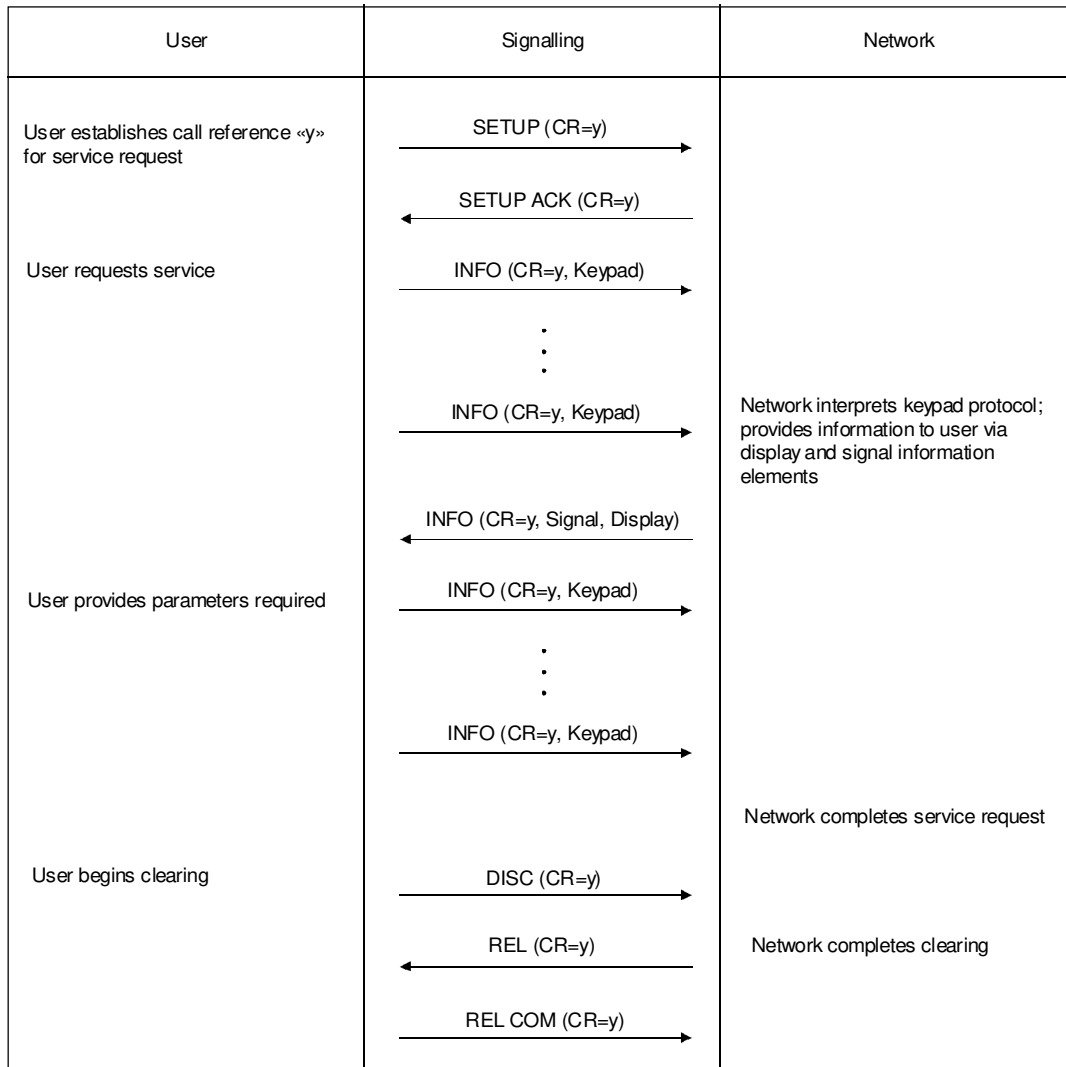 User
Signalling
Network
User establishes call reference «y»
for service request
SETUP (CR=y)
SETUP ACK (CR=y)
User requests service
INFO (CR=y, Keypad)
INFO (CR=y, Keypad)
Network interprets keypad protocol;
provides information to user via
display and signal information
elements
INFO (CR=y, Signal, Display)
User provides parameters required
INFO (CR=y, Keypad)
INFO (CR=y, Keypad)
Network completes service request
User begins clearing
DISC (CR=y)
REL (CR=y)
Network completes clearing
REL COM (CR=y)